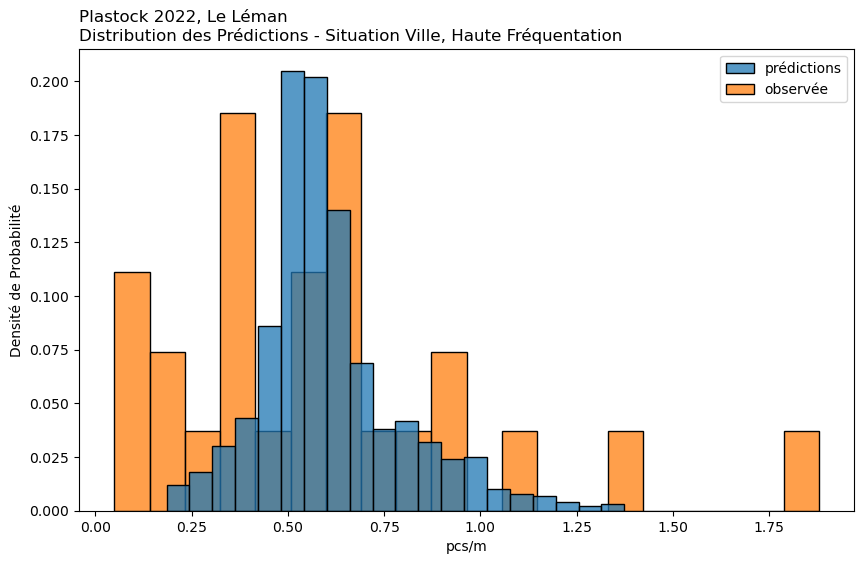 Plastock 2022, Le Léman
Distribution des Prédictions - Situation Ville, Haute Fréquentation
prédictions
observée
Densité de Probabilité
0.200
0.175
0.150
0.125
0.100
0.075
0.050
0.025
0.000
0.00 0.25 0.50 0.75 1.00 1.25 1.50 1.75
pcs/m